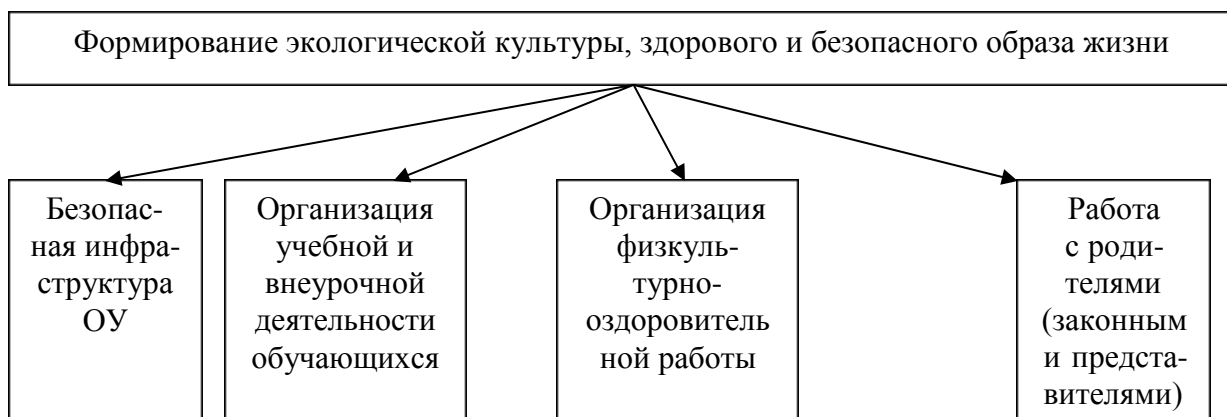 Формирование экологической культуры, здорового и безопасного образа жизни
Безопас-
ная инфра-
структура
ОУ
Организация
учебной и
внеурочной
деятельности
обучающихся
Организация
физкуль-
турно-
оздоровитель
ной работы
Работа
с роди-
телями
(законным
и предста-
вителями)